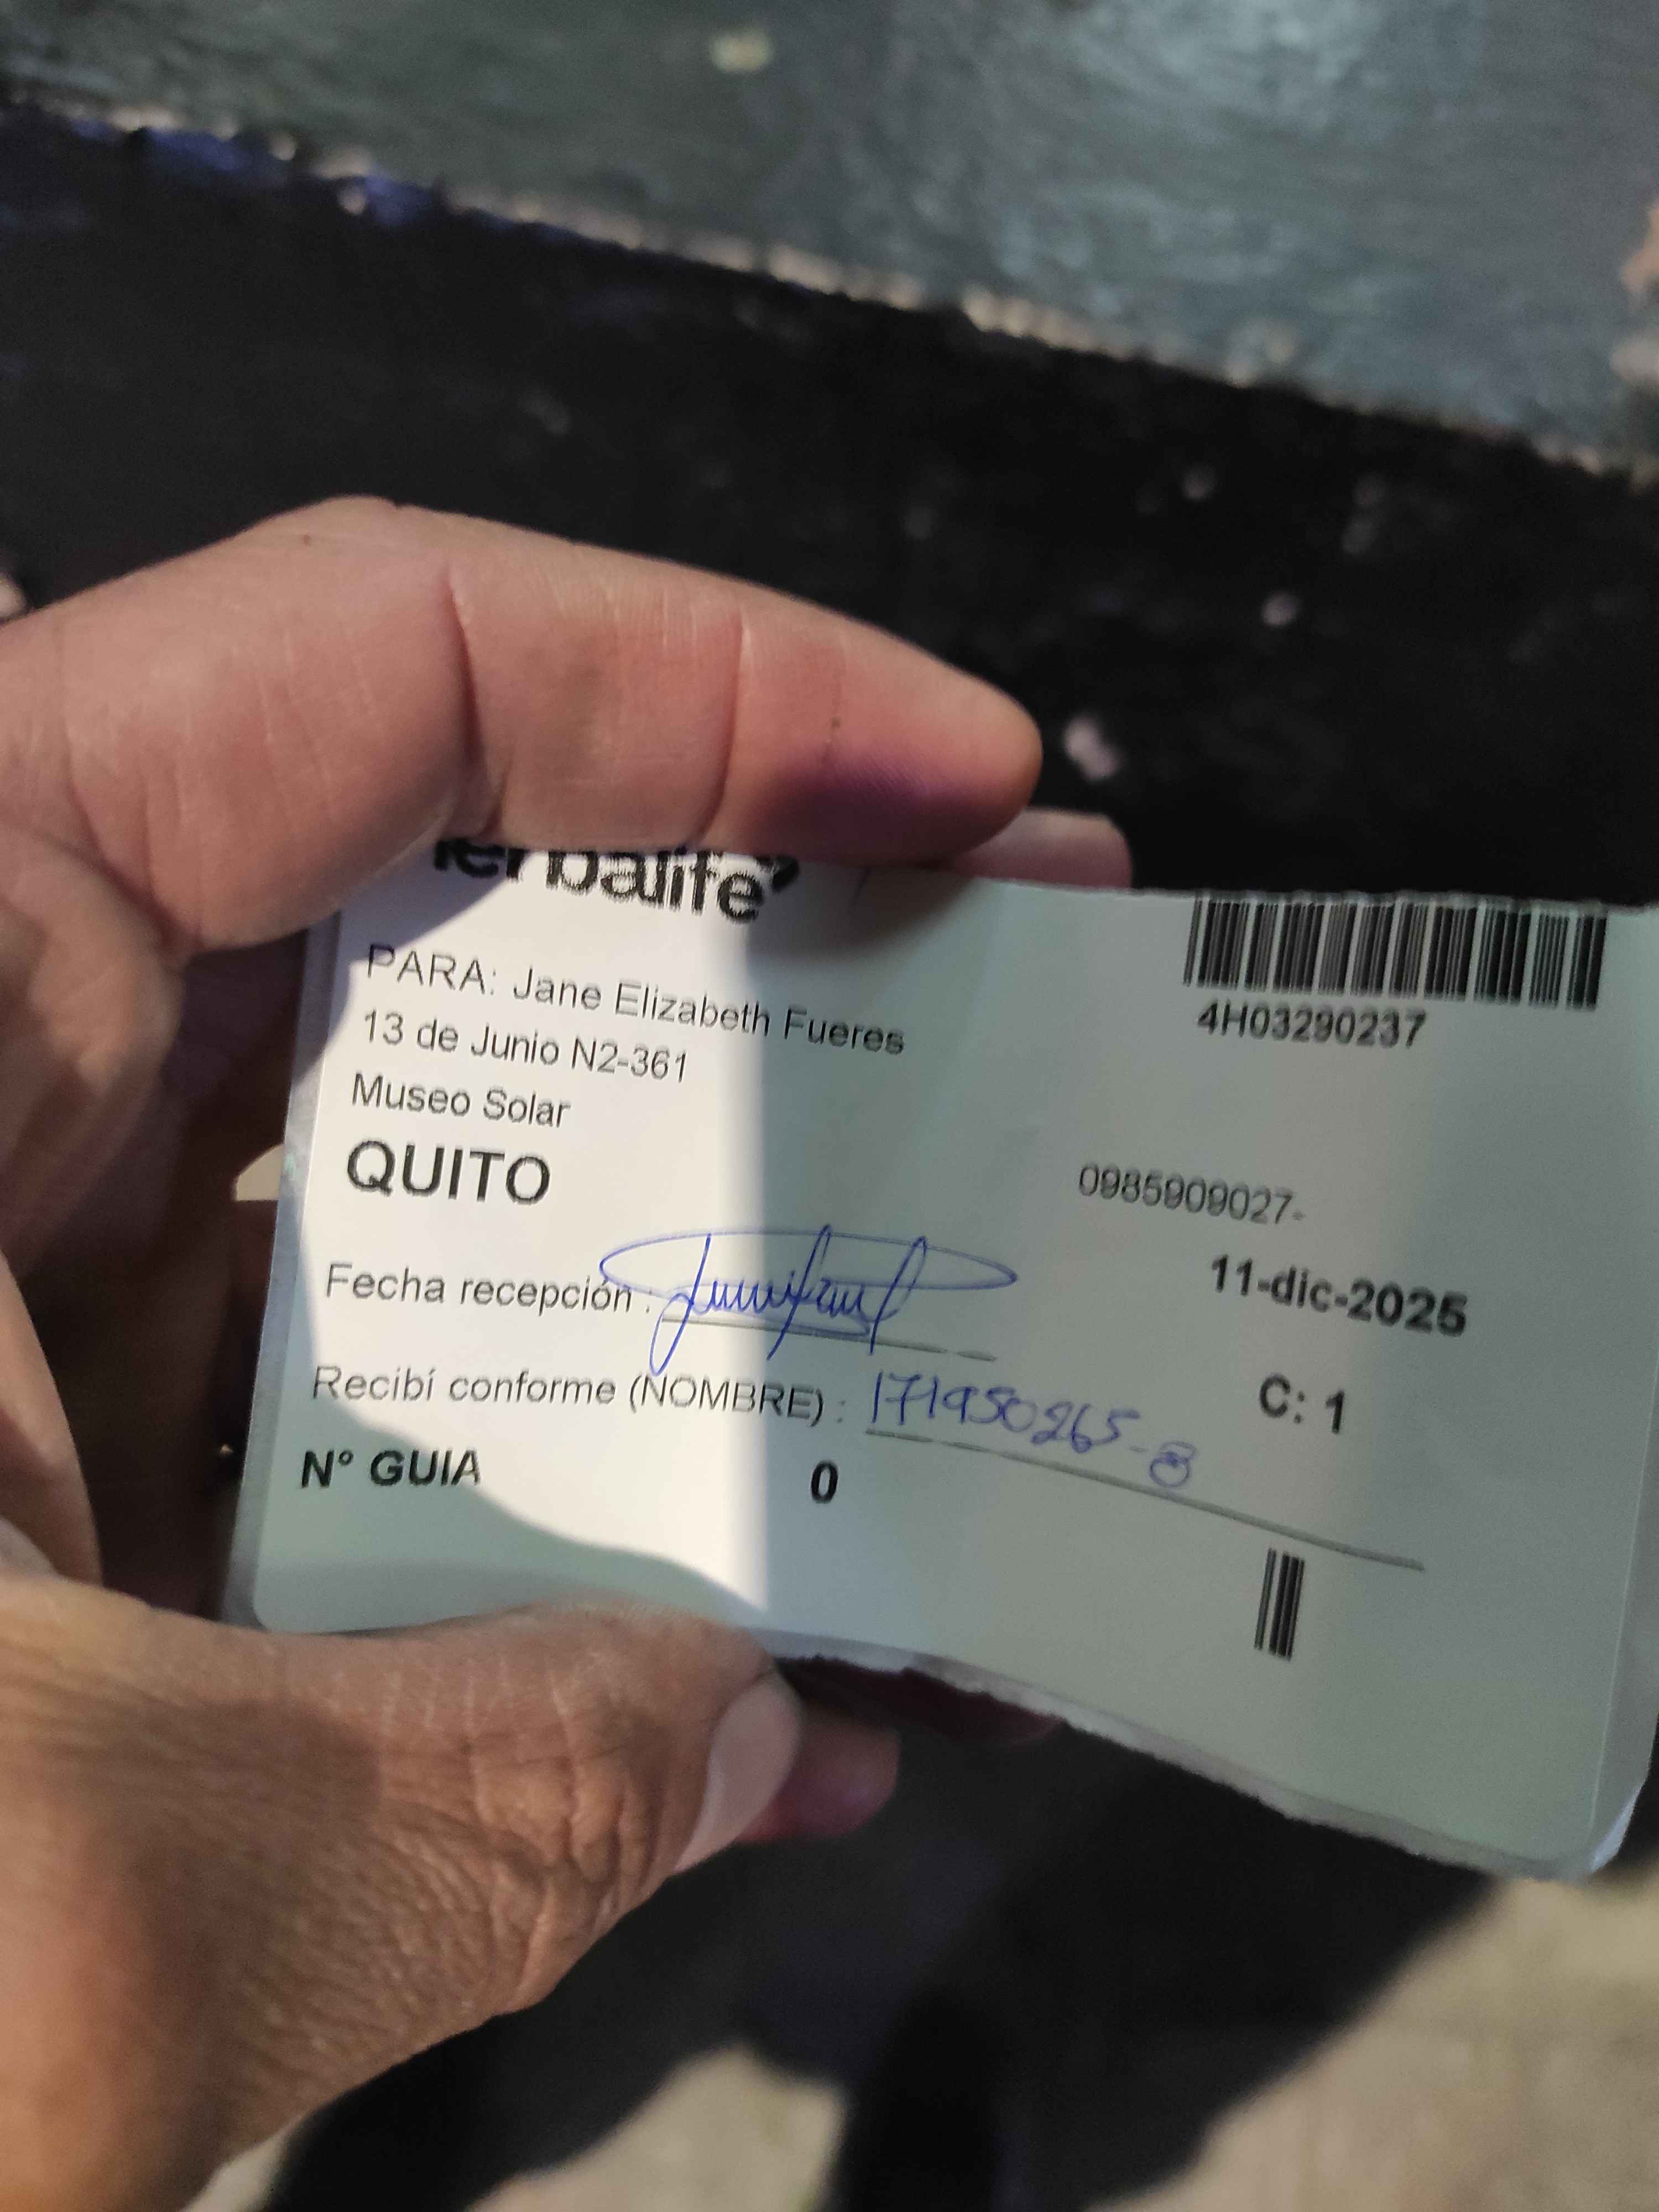 erbalife
PARA: Jane Elizabeth Fueres
4H03290237
13 de Junio N2-361
Museo Solar
QUITO
0985909027-
Fecha recepción :
11-dic-2025
Recibí conforme (NOMBRE) : 171950265-8
C: 1
N° GUIA 0